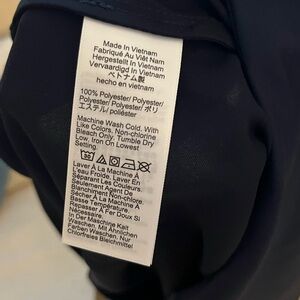 Made In Vietnam
Fabriqué Au Viêt Nam
Hergestellt In Vietnam
Vervaardigd In Vietnam
ベトナム製
hecho en vietnam
100% Polyester/ Polyester/
Polyester/ Polyester/ ポリ
エステル/ poliéster
Machine Wash Cold. With
Like Colors. Non-chlorine
Bleach Only. Tumble Dry
Low. Iron On Lowest
Setting.
Laver À La Machine À
L'eau Froide. Laver En
Séparant Les Couleurs.
Seulement Agent De
Blanchiment Non
Chloré.
Sécher À La Machine À
Basse Température.
Repasser À Fer Doux Si
Nécessaire.
In Der Maschine Kalt
Waschen. Mit Ähnlichen
Farben Waschen. Nur
Chlorfreies Bleichmittel